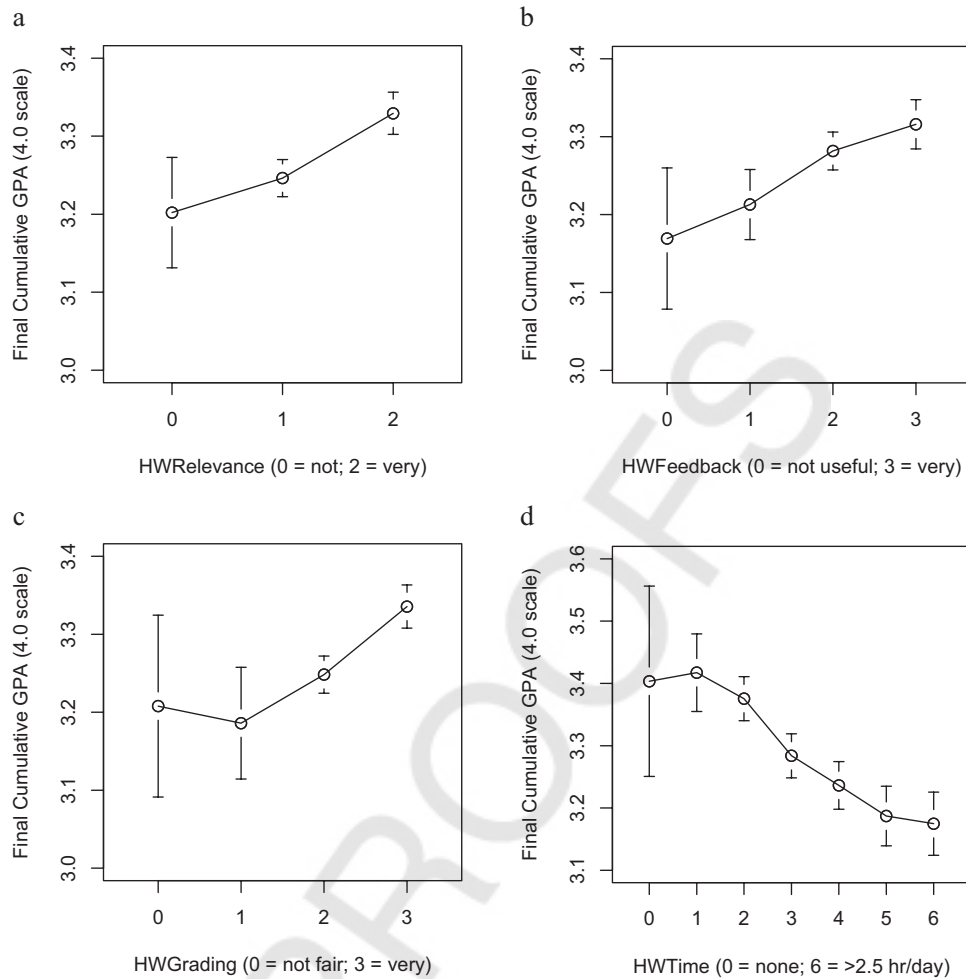 a
Final Cumulative GPA (4.0 scale)
3.4
3.3
3.2
3.1
3.0
0 1 2
HWRelevance (0 = not; 2 = very)
b
Final Cumulative GPA (4.0 scale)
3.4
3.3
3.2
3.1
3.0
0 1 2 3
HWFeedback (0 = not useful; 3 = very)
c
Final Cumulative GPA (4.0 scale)
3.4
3.3
3.2
3.1
3.0
0 1 2 3
HWGrading (0 = not fair; 3 = very)
d
Final Cumulative GPA (4.0 scale)
3.6
3.5
3.4
3.3
3.2
3.1
0 1 2 3 4 5 6
HWTime (0 = none; 6 = >2.5 hr/day)
PROOFS